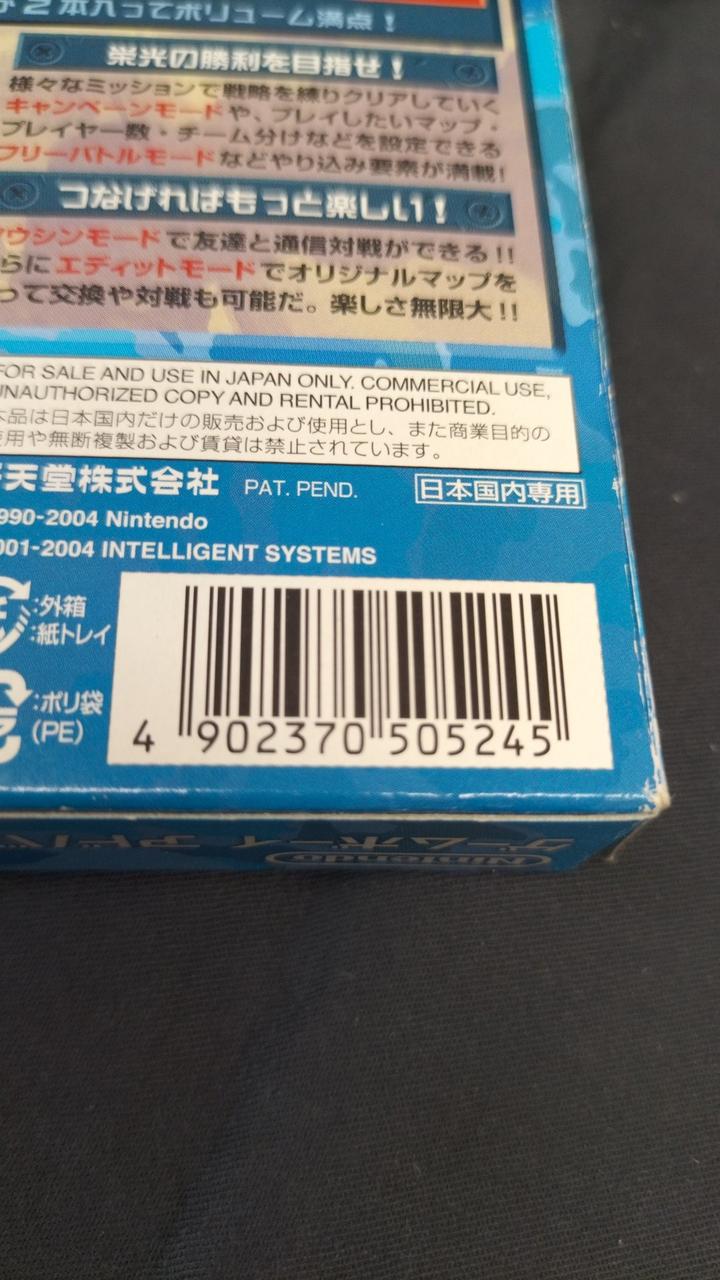 2本入ってボリューム満点！
栄光の勝利を目指せ！
様々なミッションで戦略を練りクリアしていく
キャンペーンモードや、プレイしたいマップ・
プレイヤー数・チーム分けなどを設定できる
フリーバトルモードなどやり込み要素が満載!
つなげればもっと楽しい！
ウシンモードで友達と通信対戦ができる!!
らにエディットモードでオリジナルマップを
って交換や対戦も可能だ。楽しさ無限大!!
FOR SALE AND USE IN JAPAN ONLY. COMMERCIAL USE,
UNAUTHORIZED COPY AND RENTAL PROHIBITED.
本品は日本国内だけの販売および使用とし、また商業目的の
使用や無断複製および賃貸は禁止されています。
天堂株式会社 PAT. PEND. 日本国内専用
990-2004 Nintendo
001-2004 INTELLIGENT SYSTEMS
:外箱
:紙トレイ
:ポリ袋
(PE)
4 902370 505245
ゲームボーイアドバ
Nintendo